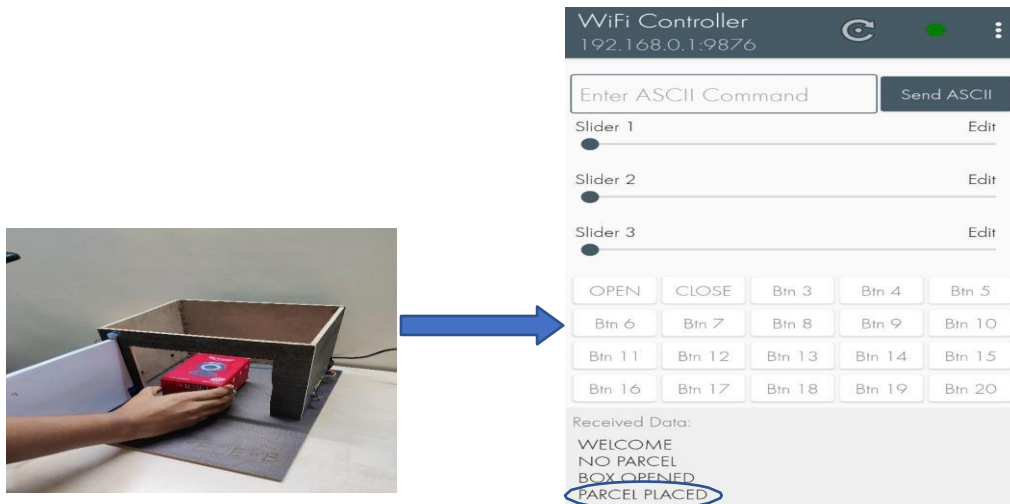 WiFi Controller
192.168.0.1:9876
Enter ASCII Command
Send ASCII
Slider 1 Edit
Slider 2 Edit
Slider 3 Edit
OPEN CLOSE Btn 3 Btn 4 Btn 5
Btn 6 Btn 7 Btn 8 Btn 9 Btn 10
Btn 11 Btn 12 Btn 13 Btn 14 Btn 15
Btn 16 Btn 17 Btn 18 Btn 19 Btn 20
Received Data:
WELCOME
NO PARCEL
BOX OPENED
PARCEL PLACED